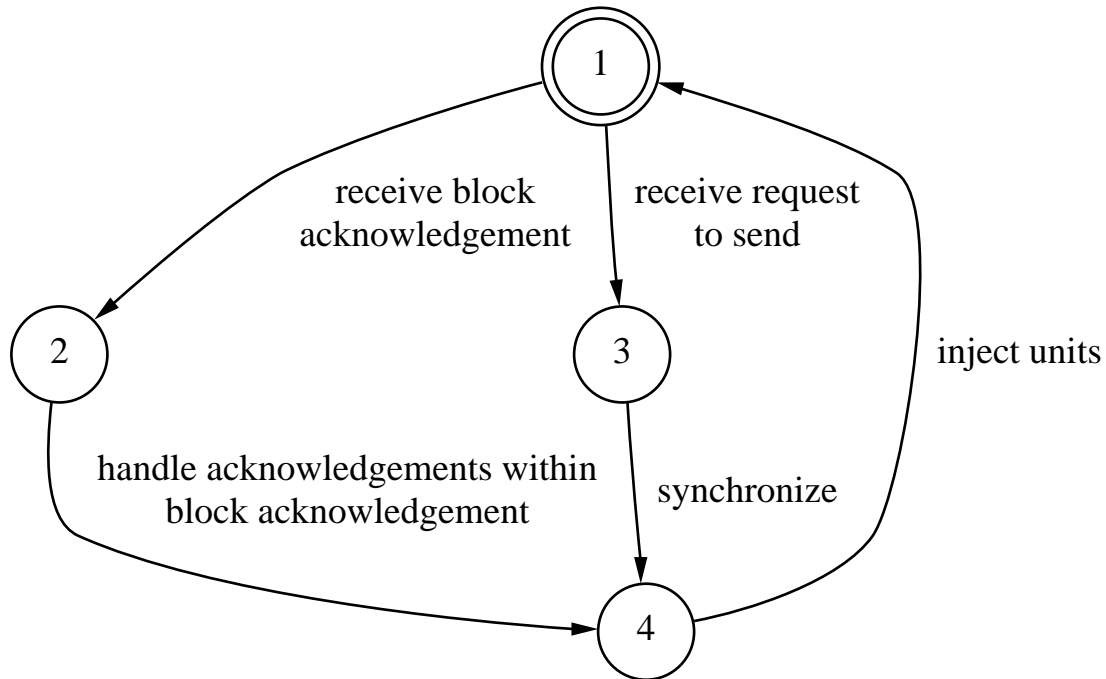 1
receive block
acknowledgement
receive request
to send
2
3
inject units
handle acknowledgements within
block acknowledgement
synchronize
4